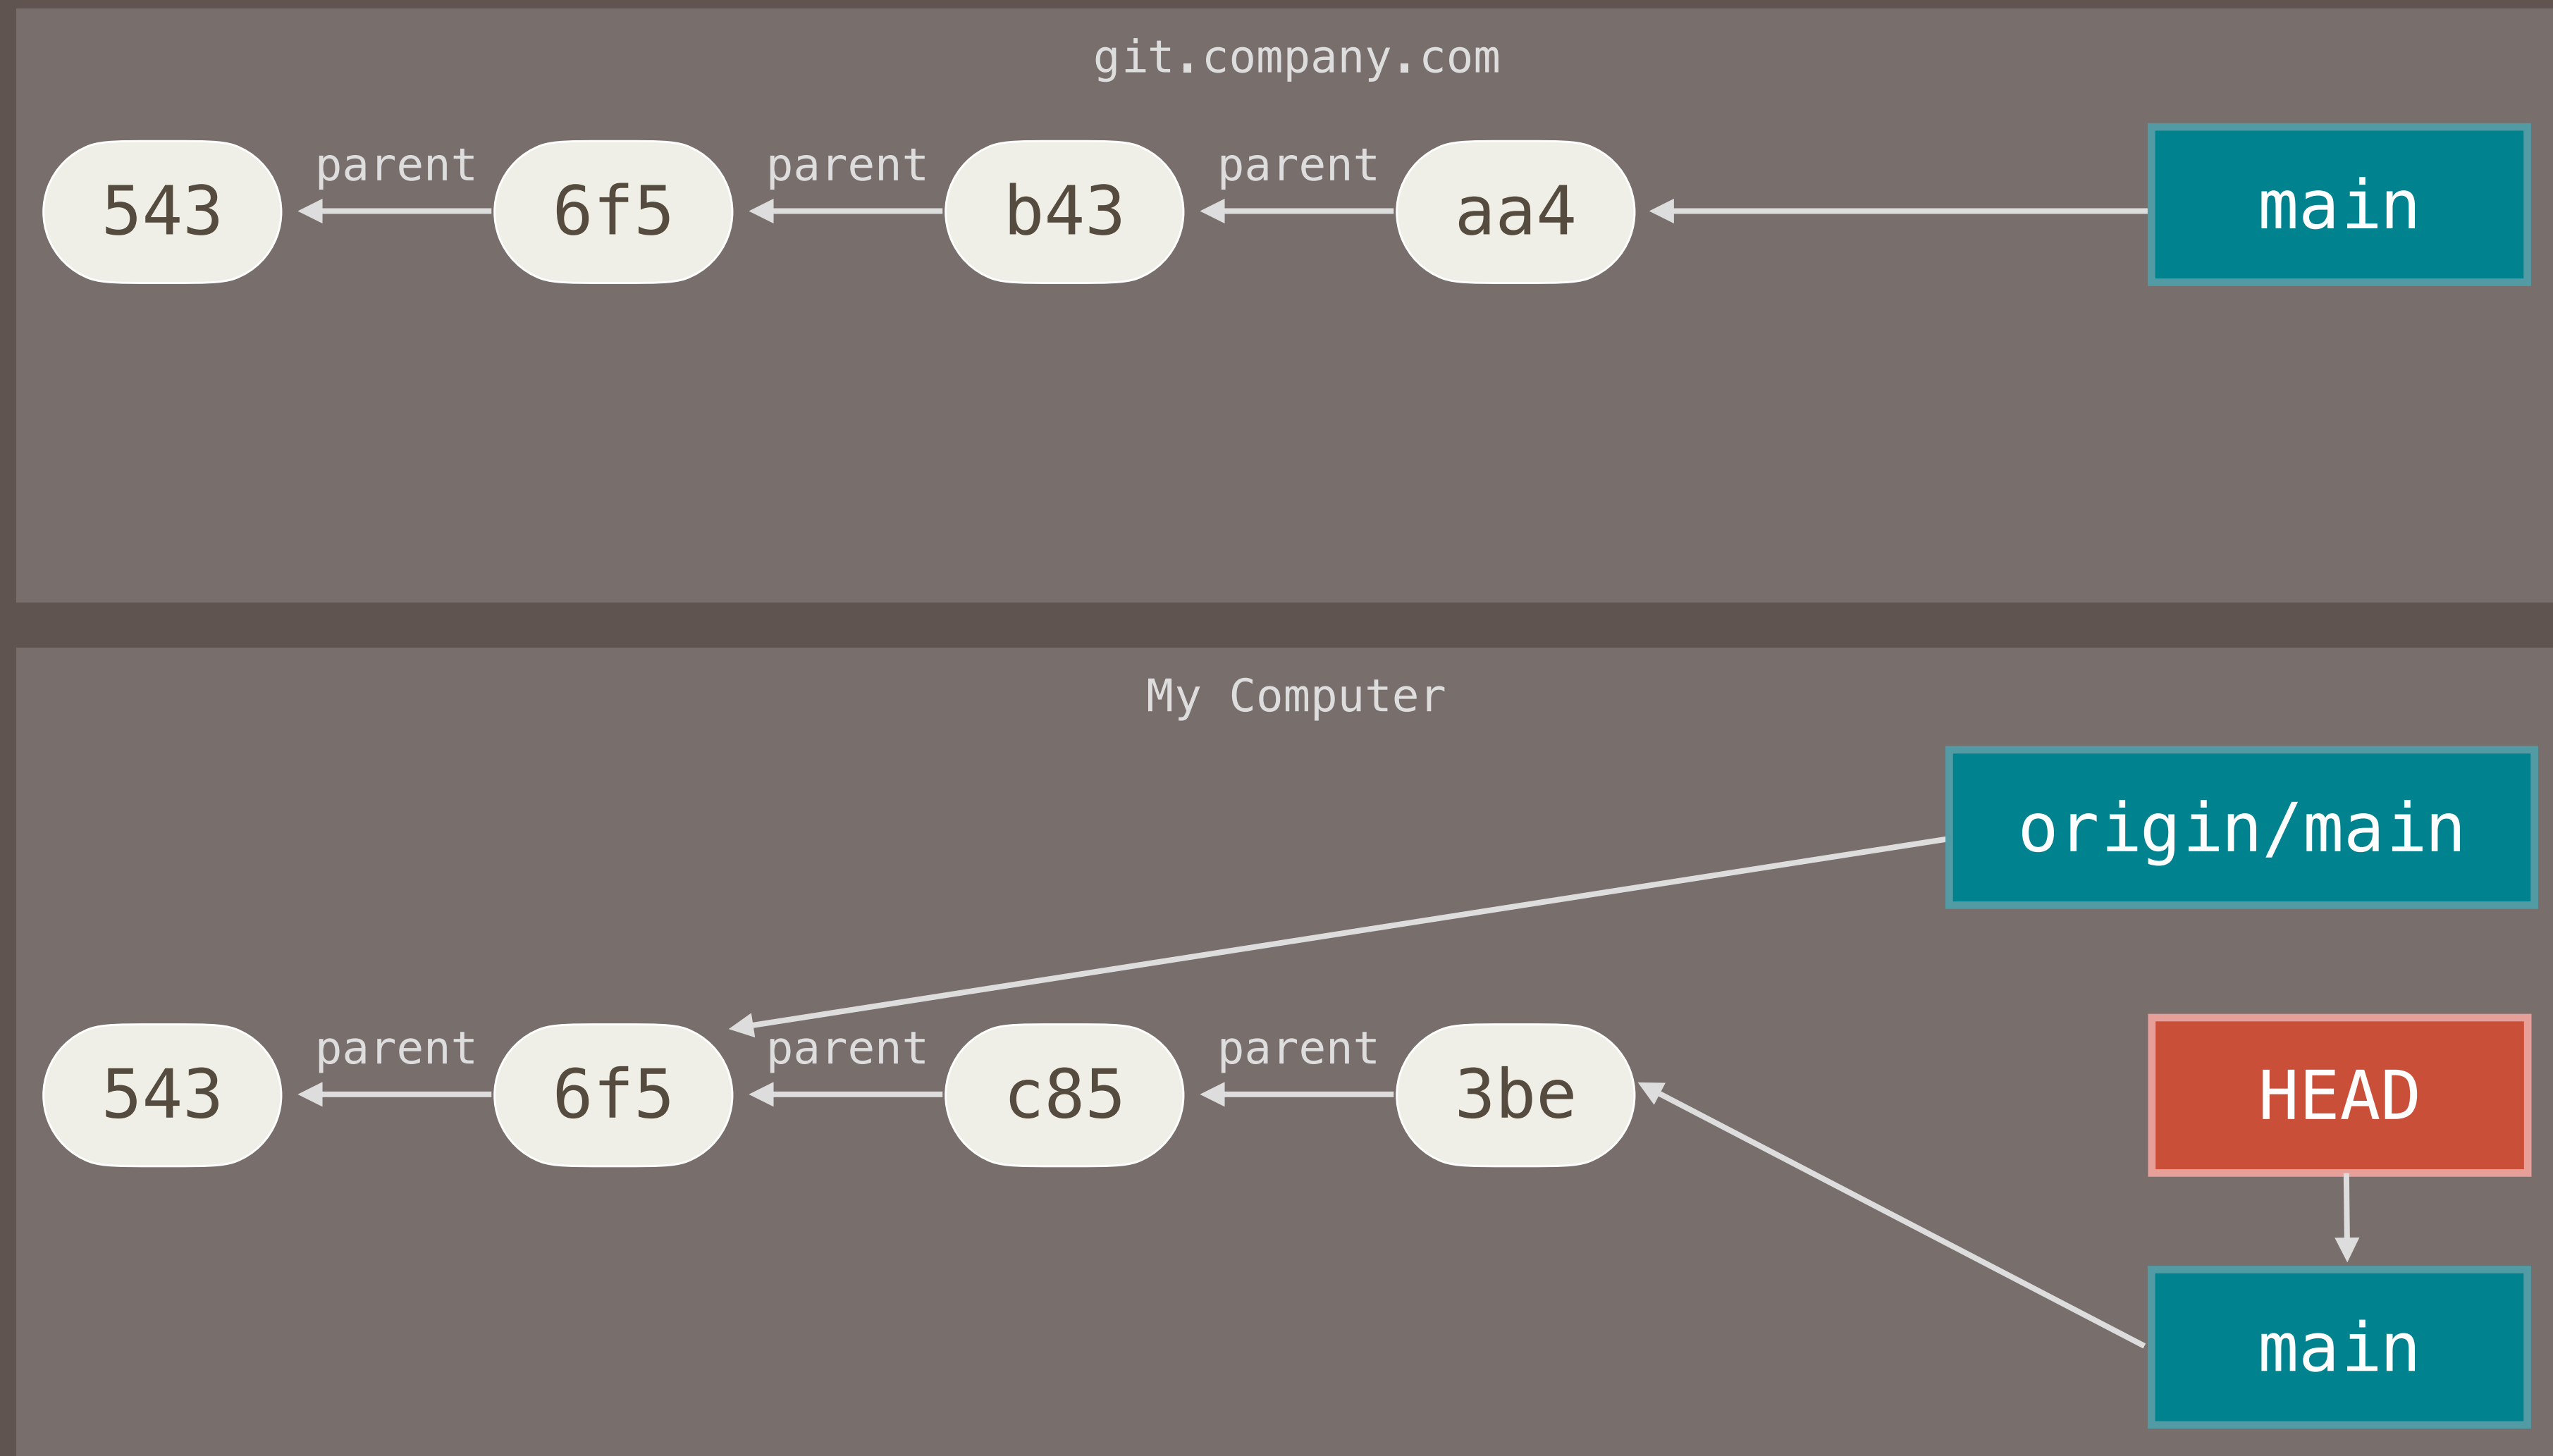 git.company.com
parent parent parent
543 6f5 b43 aa4 main
My Computer
origin/main
parent parent parent
543 6f5 c85 3be HEAD
main